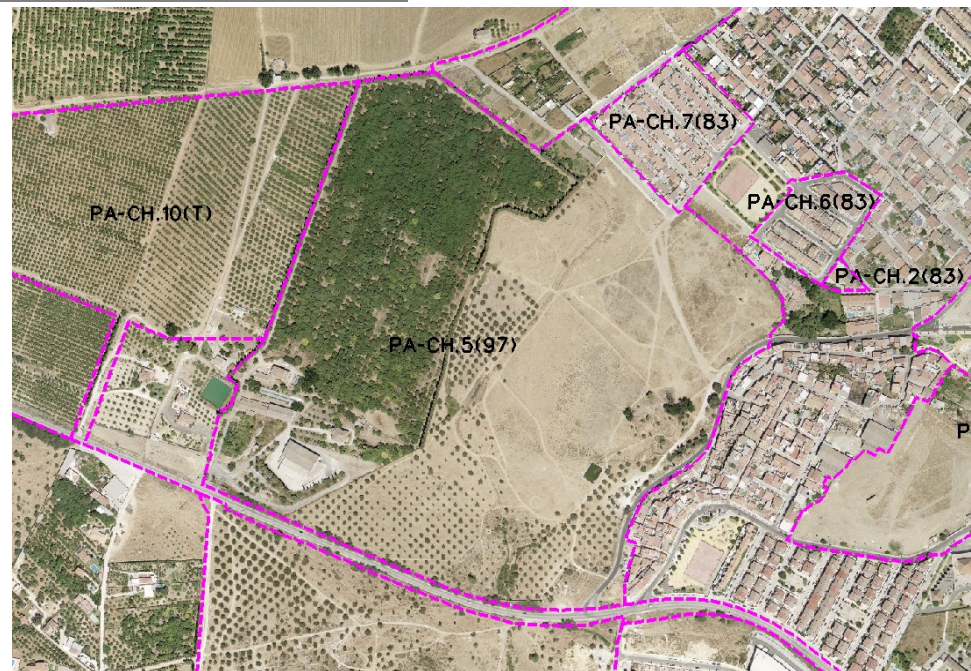 PA-CH.7(83)
PA-CH.6(83)
PA-CH.10(T)
PA-CH.2(83)
PA-CH.5(97)
P